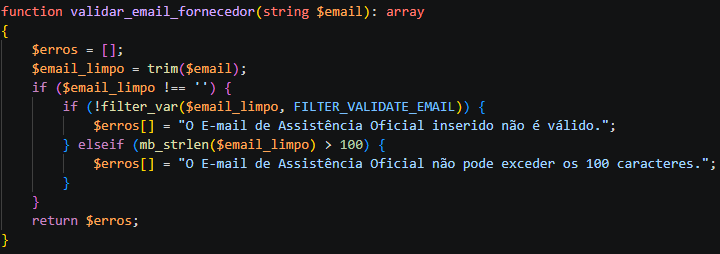 function validar_email_fornecedor(string $email): array
{
    $erros = [];
    $email_limpo = trim($email);
    if ($email_limpo !== '') {
        if (!filter_var($email_limpo, FILTER_VALIDATE_EMAIL)) {
            $erros[] = "O E-mail de Assistência Oficial inserido não é válido.";
        } elseif (mb_strlen($email_limpo) > 100) {
            $erros[] = "O E-mail de Assistência Oficial não pode exceder os 100 caracteres.";
        }
    }
    return $erros;
}